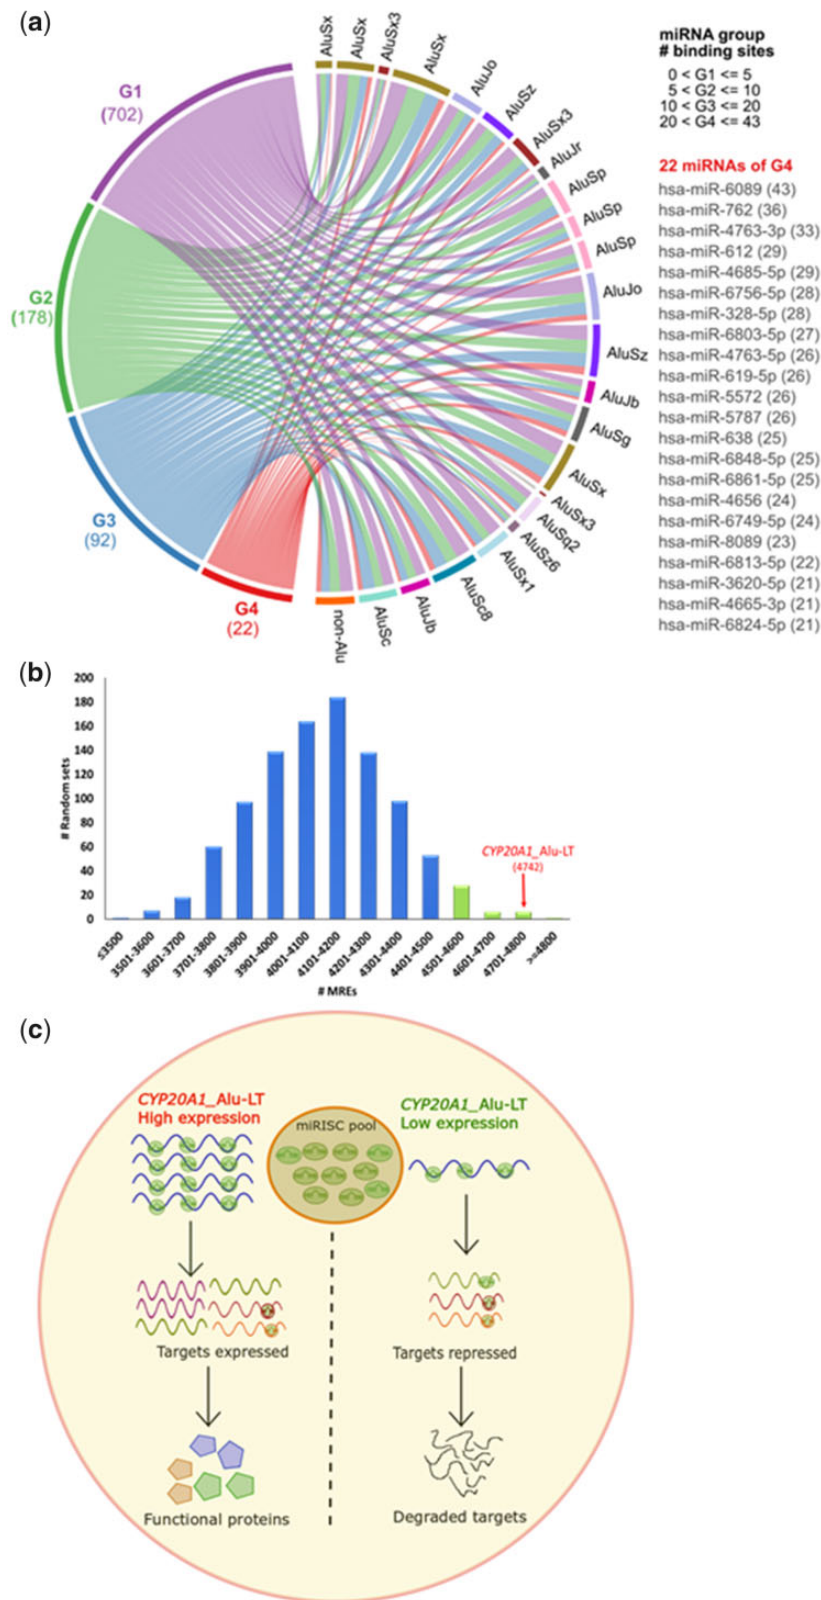 (a)
G1
(702)
G2
(178)
G3
(92)
G4
(22)
AluSx
AluSx
AluSx3
AluSx
AluJo
AluSz
AluSx3
AluJr
AluSp
AluSp
AluSp
AluJo
AluSz
AluJb
AluSg
AluSx
AluSx3
AluSq2
AluSz6
AluSx1
AluSc8
AluJb
AluSc
non-Alu
miRNA group
# binding sites
0 < G1 <= 5
5 < G2 <= 10
10 < G3 <= 20
20 < G4 <= 43
22 miRNAs of G4
hsa-miR-6089 (43)
hsa-miR-762 (36)
hsa-miR-4763-3p (33)
hsa-miR-612 (29)
hsa-miR-4685-5p (29)
hsa-miR-6756-5p (28)
hsa-miR-328-5p (28)
hsa-miR-6803-5p (27)
hsa-miR-4763-5p (26)
hsa-miR-619-5p (26)
hsa-miR-5572 (26)
hsa-miR-5787 (26)
hsa-miR-638 (25)
hsa-miR-6848-5p (25)
hsa-miR-6861-5p (25)
hsa-miR-4656 (24)
hsa-miR-6749-5p (24)
hsa-miR-8089 (23)
hsa-miR-6813-5p (22)
hsa-miR-3620-5p (21)
hsa-miR-4665-3p (21)
hsa-miR-6824-5p (21)
(b)
# Random sets
200
180
160
140
120
100
80
60
40
20
0
CYP20A1_Alu-LT
(4742)
≤3500
3501-3600
3601-3700
3701-3800
3801-3900
3901-4000
4001-4100
4101-4200
4201-4300
4301-4400
4401-4500
4501-4600
4601-4700
4701-4800
>=4800
# MREs
(c)
CYP20A1_Alu-LT
High expression
miRISC pool
CYP20A1_Alu-LT
Low expression
Targets expressed
Targets repressed
Functional proteins
Degraded targets